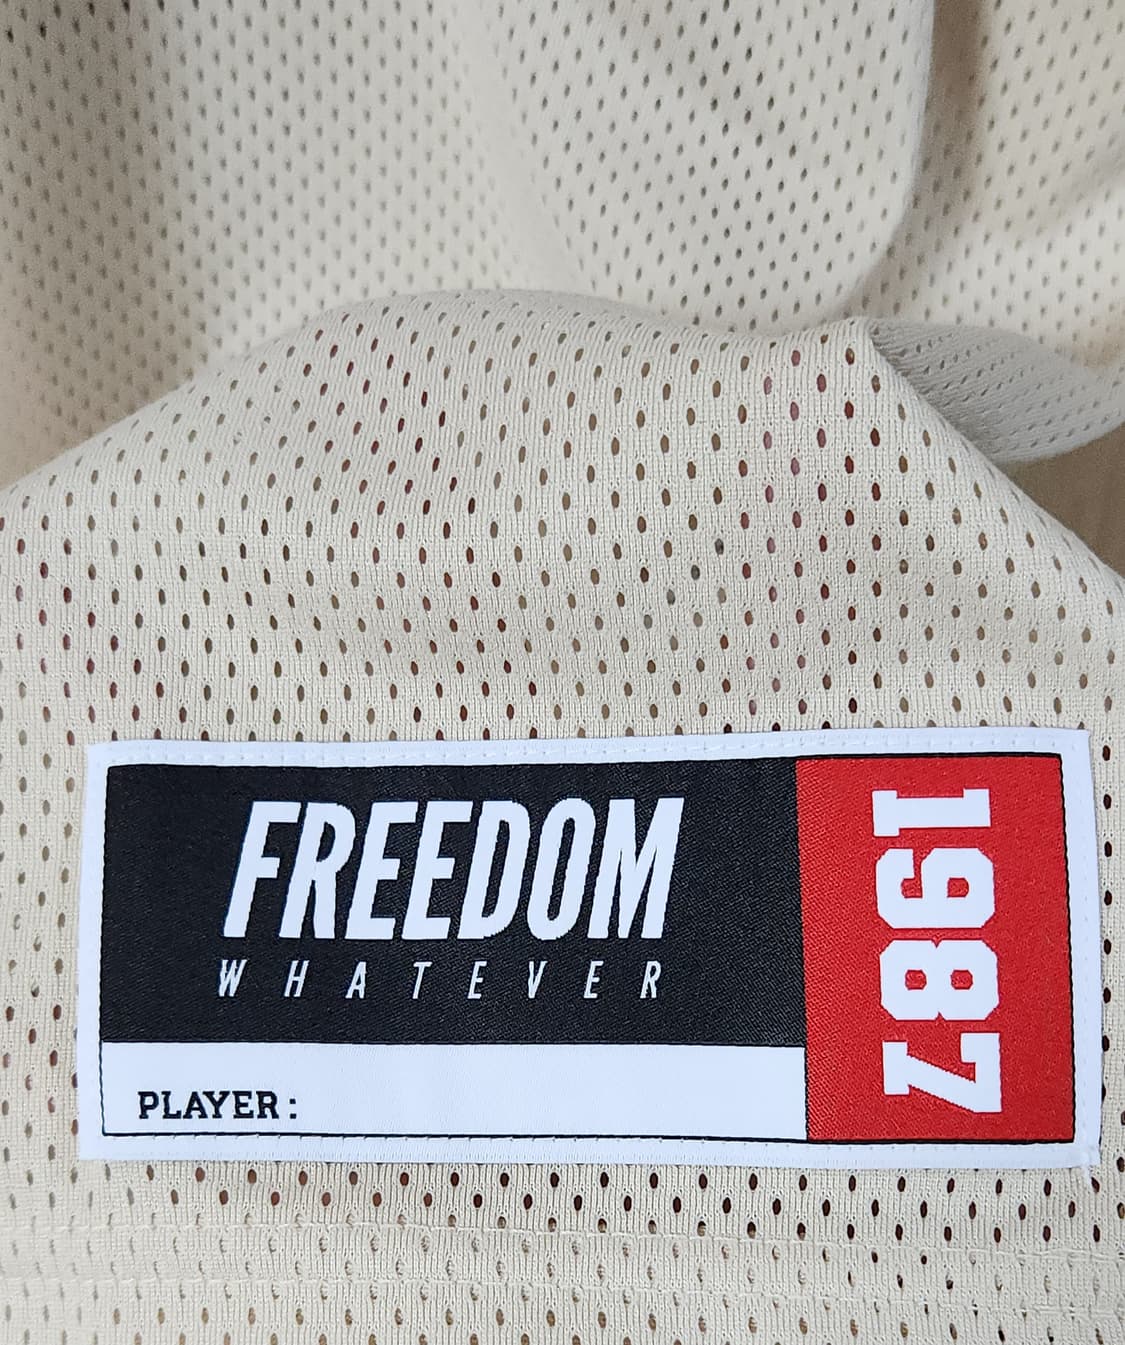 FREEDOM
WHATEVER
PLAYER:
1987